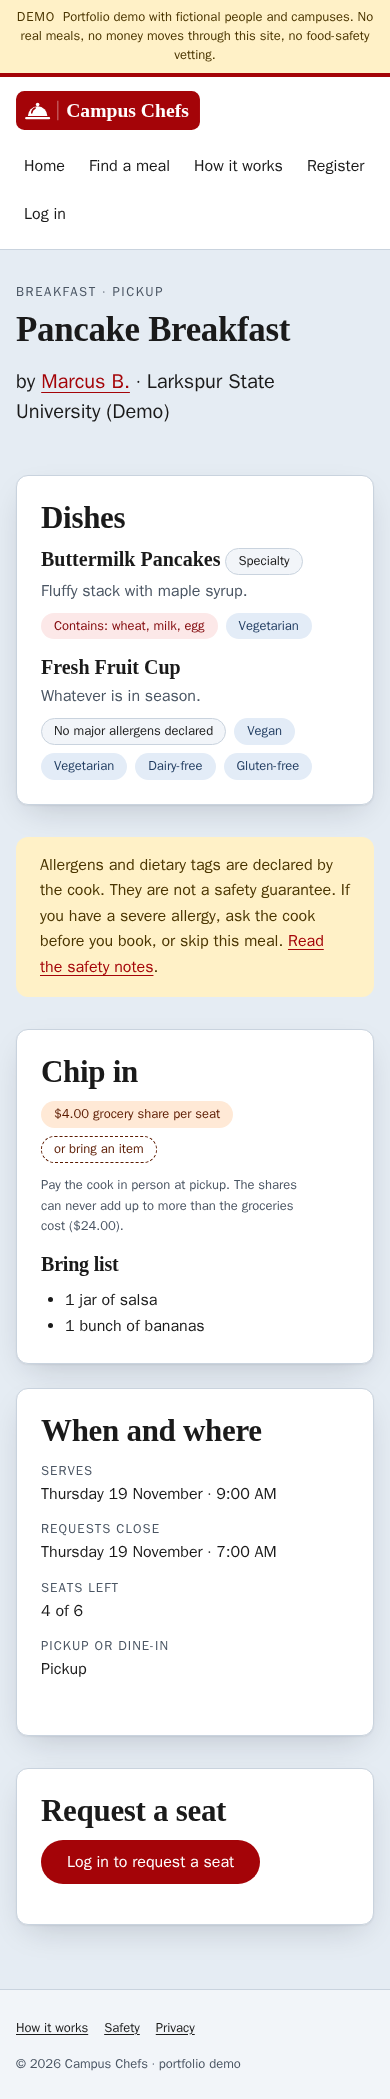 DEMO Portfolio demo with fictional people and campuses. No
real meals, no money moves through this site, no food-safety
vetting.
Campus Chefs
Home Find a meal How it works Register
Log in
BREAKFAST · PICKUP
Pancake Breakfast
by Marcus B. · Larkspur State
University (Demo)
Dishes
Buttermilk Pancakes Specialty
Fluffy stack with maple syrup.
Contains: wheat, milk, egg Vegetarian
Fresh Fruit Cup
Whatever is in season.
No major allergens declared Vegan
Vegetarian Dairy-free Gluten-free
Allergens and dietary tags are declared by
the cook. They are not a safety guarantee. If
you have a severe allergy, ask the cook
before you book, or skip this meal. Read
the safety notes.
Chip in
$4.00 grocery share per seat
or bring an item
Pay the cook in person at pickup. The shares
can never add up to more than the groceries
cost ($24.00).
Bring list
• 1 jar of salsa
• 1 bunch of bananas
When and where
SERVES
Thursday 19 November · 9:00 AM
REQUESTS CLOSE
Thursday 19 November · 7:00 AM
SEATS LEFT
4 of 6
PICKUP OR DINE-IN
Pickup
Request a seat
Log in to request a seat
How it works Safety Privacy
© 2026 Campus Chefs · portfolio demo